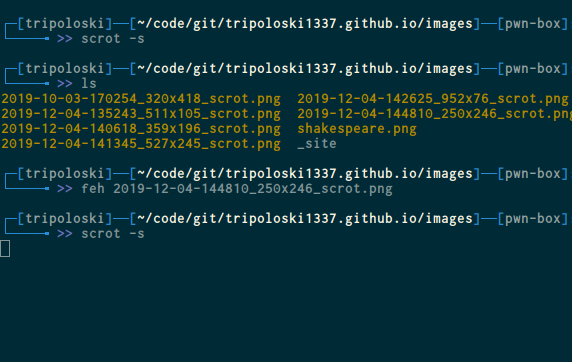 ┌─[tripoloski]──[~/code/git/tripoloski1337.github.io/images]──[pwn-box]
└──────╼ >> scrot -s
┌─[tripoloski]──[~/code/git/tripoloski1337.github.io/images]──[pwn-box]
└──────╼ >> ls
2019-10-03-170254_320x418_scrot.png  2019-12-04-142625_952x76_scrot.png
2019-12-04-135243_511x105_scrot.png  2019-12-04-144810_250x246_scrot.png
2019-12-04-140618_359x196_scrot.png  shakespeare.png
2019-12-04-141345_527x245_scrot.png  _site
┌─[tripoloski]──[~/code/git/tripoloski1337.github.io/images]──[pwn-box]
└──────╼ >> feh 2019-12-04-144810_250x246_scrot.png
┌─[tripoloski]──[~/code/git/tripoloski1337.github.io/images]──[pwn-box]
└──────╼ >> scrot -s